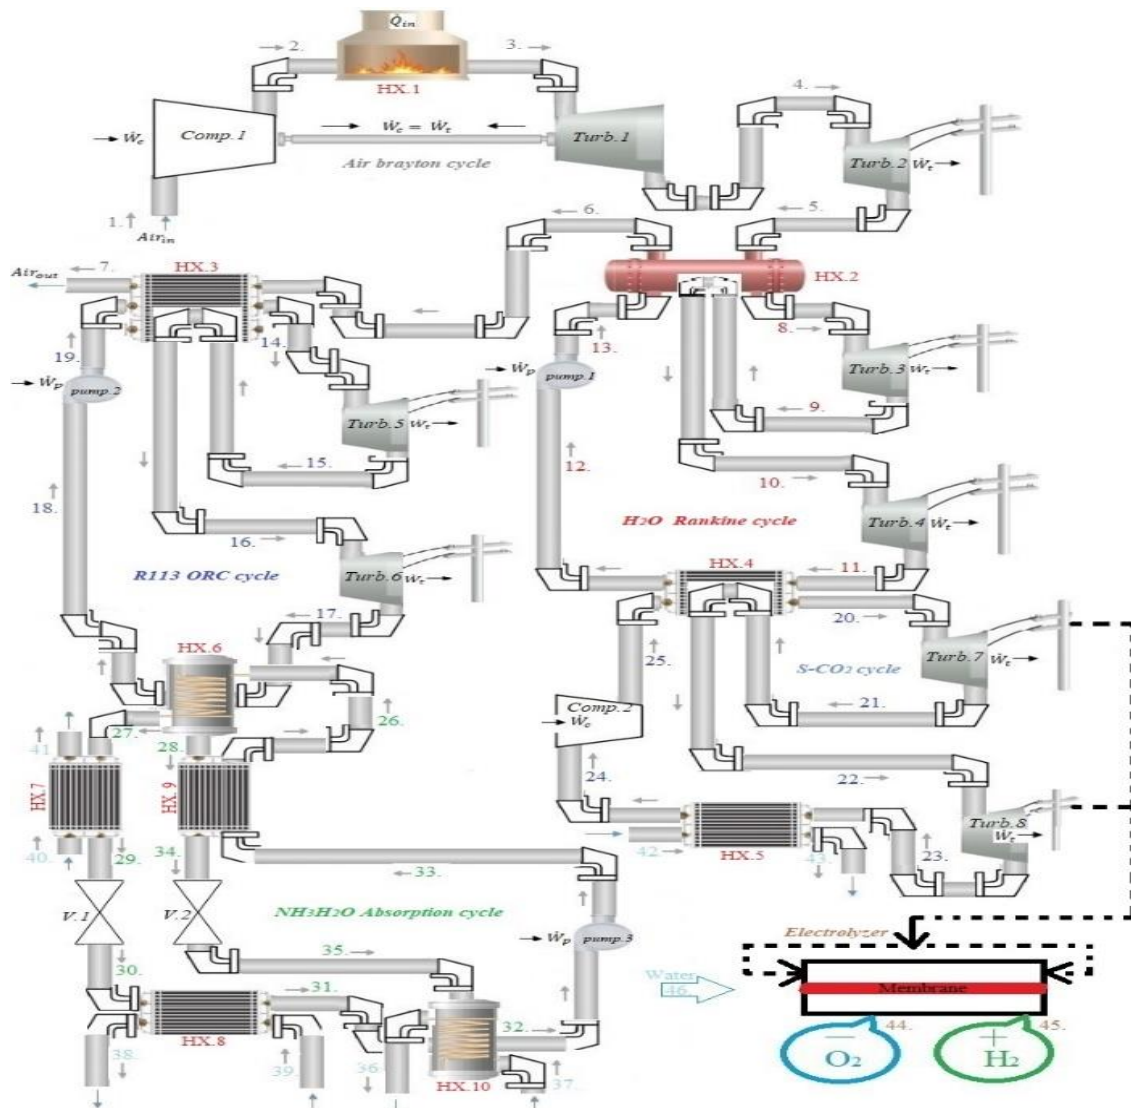 Q̇in
2.
3.
HX.1
4.
Comp.1
Ẇc
Ẇc = Ẇt
Turb.1
Air brayton cycle
Turb.2
Ẇt
1.
Airin
6.
5.
Airout
7.
HX.3
HX.2
19.
14.
13.
8.
Ẇp
pump.2
Ẇp
pump.1
Turb.3
Ẇt
Turb.5
Ẇt
9.
15.
12.
10.
18.
16.
H2O Rankine cycle
Turb.4
Ẇt
R113 ORC cycle
Turb.6
Ẇt
HX.4
11.
17.
20.
HX.6
25.
S-CO2 cycle
Turb.7
Ẇt
26.
Comp.2
Ẇc
21.
27.
41.
28.
HX.7
HX.9
24.
22.
Turb.8
Ẇt
40.
29.
34.
42.
HX.5
43.
23.
33.
V.1
V.2
NH3H2O Absorption cycle
Ẇp
pump.3
Electrolyzer
35.
Water
46.
Membrane
30.
31.
32.
44.
45.
HX.8
− O2
+ H2
38.
39.
36.
HX.10
37.